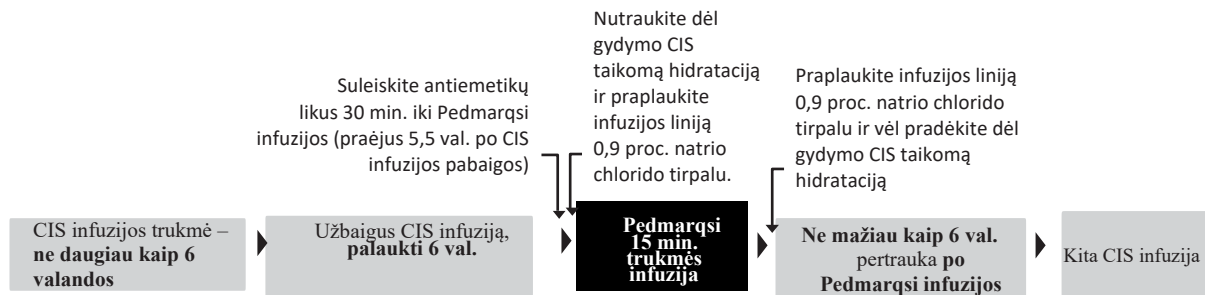 Suleiskite antiemetikų
likus 30 min. iki Pedmarqsi
infuzijos (praėjus 5,5 val. po CIS
infuzijos pabaigos)
Nutraukite dėl
gydymo CIS
taikomą hidrataciją
ir praplaukite
infuzijos liniją
0,9 proc. natrio
chlorido tirpalu.
Praplaukite infuzijos liniją
0,9 proc. natrio chlorido
tirpalu ir vėl pradėkite dėl
gydymo CIS taikomą
hidrataciją
CIS infuzijos trukmė –
ne daugiau kaip 6
valandos
Užbaigus CIS infuziją,
palaukti 6 val.
Pedmarqsi
15 min.
trukmės
infuzija
Ne mažiau kaip 6 val.
pertrauka po
Pedmarqsi infuzijos
Kita CIS infuzija